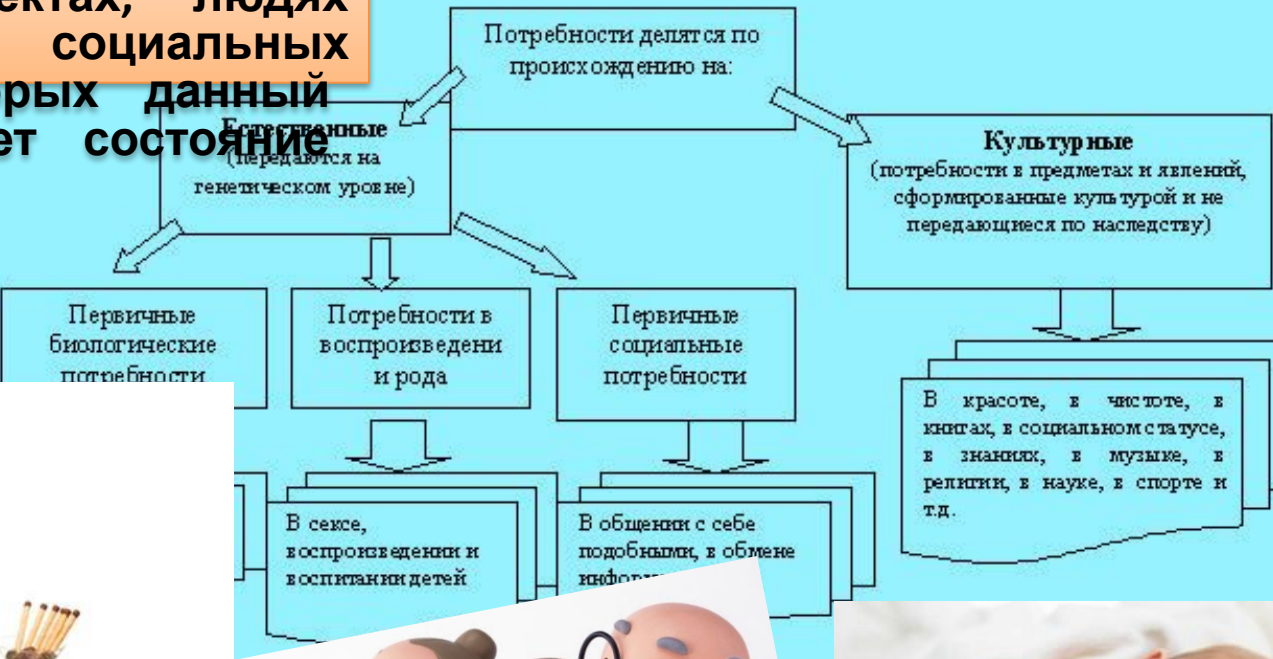 ектах, людях
социальных
орых данный
ет состояние
Потребности делятся по
происхождению на:
Естественные
(передаются на
генетическом уровне)
Культурные
(потребности в предметах и явлений,
сформированные культурой и не
передающиеся по наследству)
Первичные
биологические
потребности
Потребности в
воспроизведени
и рода
Первичные
социальные
потребности
В красоте, в чистоте, в
книгах, в социальном статусе,
в знаниях, в музыке, в
религии, в науке, в спорте и
т.д.
В сексе,
воспроизведении и
воспитании детей
В общении с себе
подобными, в обмене